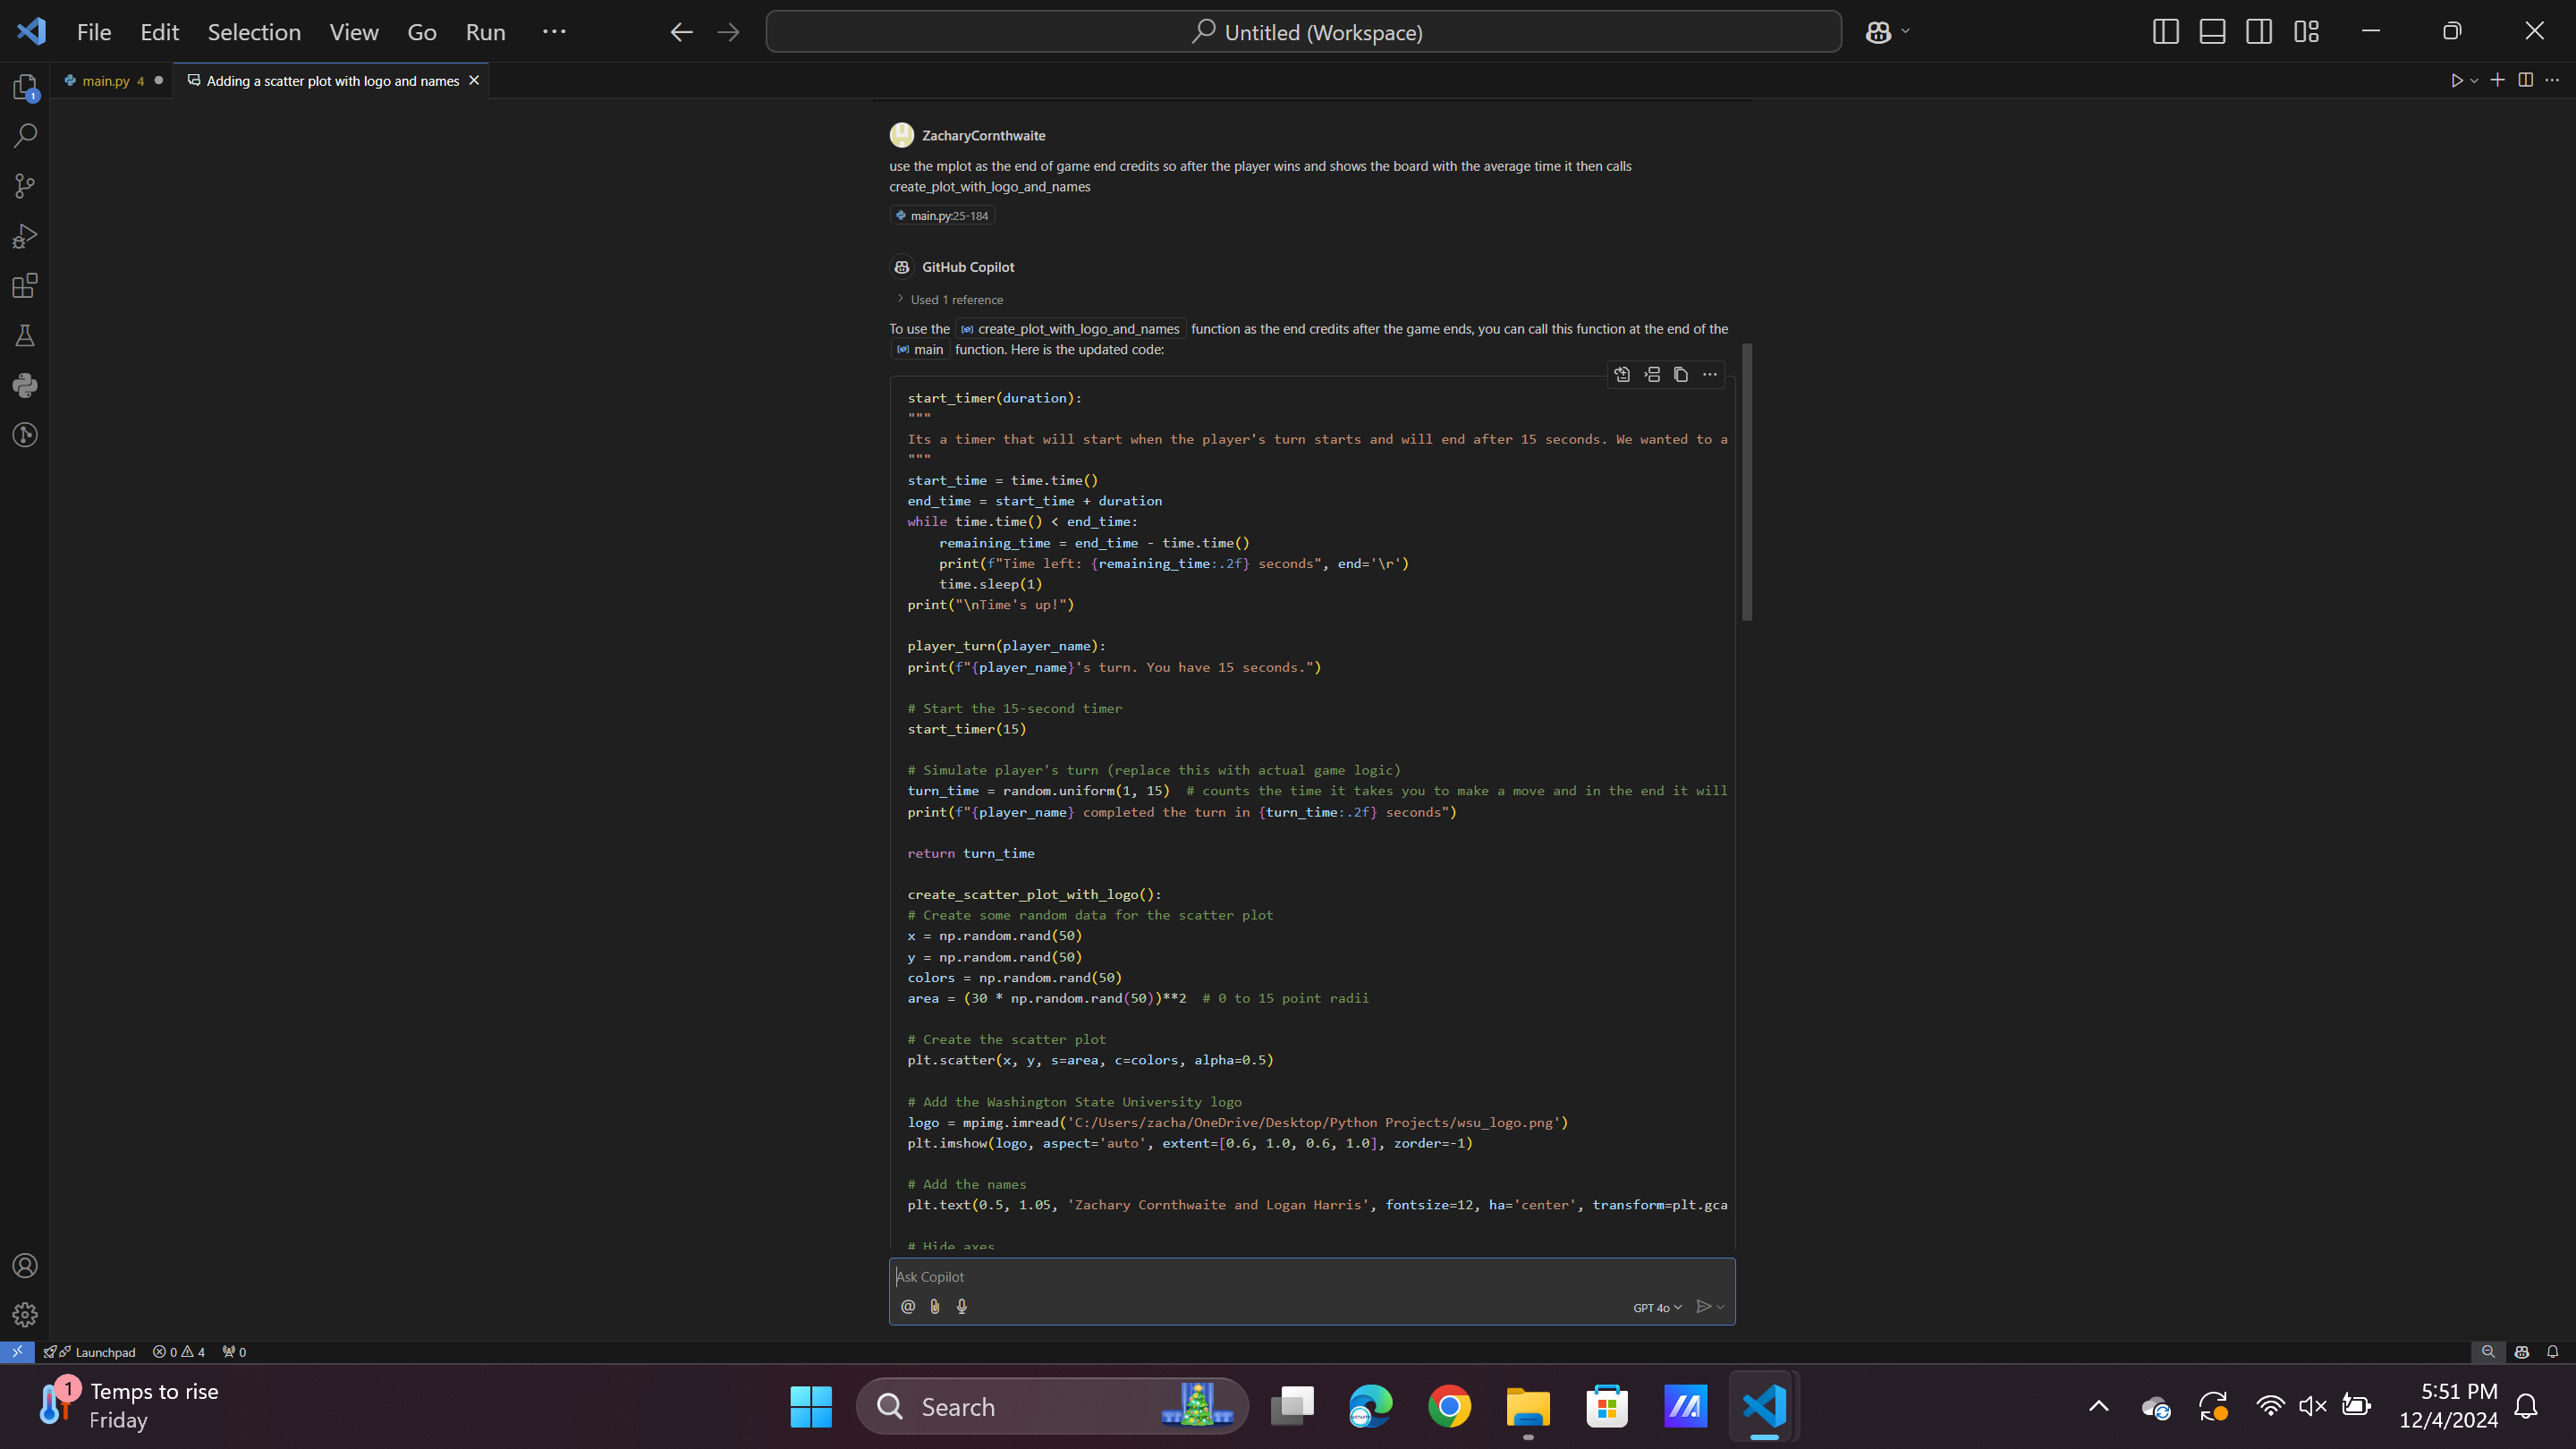 File Edit Selection View Go Run ...
Untitled (Workspace)
1
main.py 4
Adding a scatter plot with logo and names
ZacharyCornthwaite
use the mplot as the end of game end credits so after the player wins and shows the board with the average time it then calls
create_plot_with_logo_and_names
main.py:25-184
GitHub Copilot
Used 1 reference
To use the create_plot_with_logo_and_names function as the end credits after the game ends, you can call this function at the end of the
main function. Here is the updated code:
start_timer(duration):
"""
Its a timer that will start when the player's turn starts and will end after 15 seconds. We wanted to a
"""
start_time = time.time()
end_time = start_time + duration
while time.time() < end_time:
remaining_time = end_time - time.time()
print(f"Time left: {remaining_time:.2f} seconds", end='\r')
time.sleep(1)
print("\nTime's up!")
player_turn(player_name):
print(f"{player_name}'s turn. You have 15 seconds.")
# Start the 15-second timer
start_timer(15)
# Simulate player's turn (replace this with actual game logic)
turn_time = random.uniform(1, 15)  # counts the time it takes you to make a move and in the end it will
print(f"{player_name} completed the turn in {turn_time:.2f} seconds")
return turn_time
create_scatter_plot_with_logo():
# Create some random data for the scatter plot
x = np.random.rand(50)
y = np.random.rand(50)
colors = np.random.rand(50)
area = (30 * np.random.rand(50))**2  # 0 to 15 point radii
# Create the scatter plot
plt.scatter(x, y, s=area, c=colors, alpha=0.5)
# Add the Washington State University logo
logo = mpimg.imread('C:/Users/zacha/OneDrive/Desktop/Python Projects/wsu_logo.png')
plt.imshow(logo, aspect='auto', extent=[0.6, 1.0, 0.6, 1.0], zorder=-1)
# Add the names
plt.text(0.5, 1.05, 'Zachary Cornthwaite and Logan Harris', fontsize=12, ha='center', transform=plt.gca
# Hide axes
Ask Copilot
GPT 4o
Launchpad 0 4 0
1
Temps to rise
Friday
Search
5:51 PM
12/4/2024